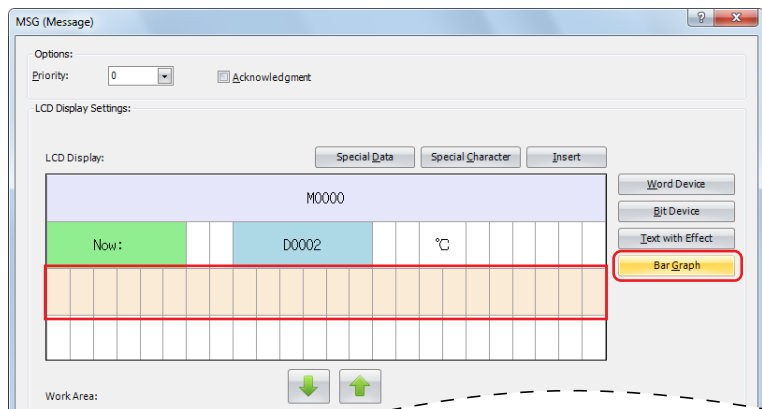 MSG (Message)
?
X
Options:
Priority: 0 Acknowledgment
LCD Display Settings:
LCD Display: Special Data Special Character Insert
M0000
Now: D0002 ℃
Word Device
Bit Device
Text with Effect
Bar Graph
Work Area: